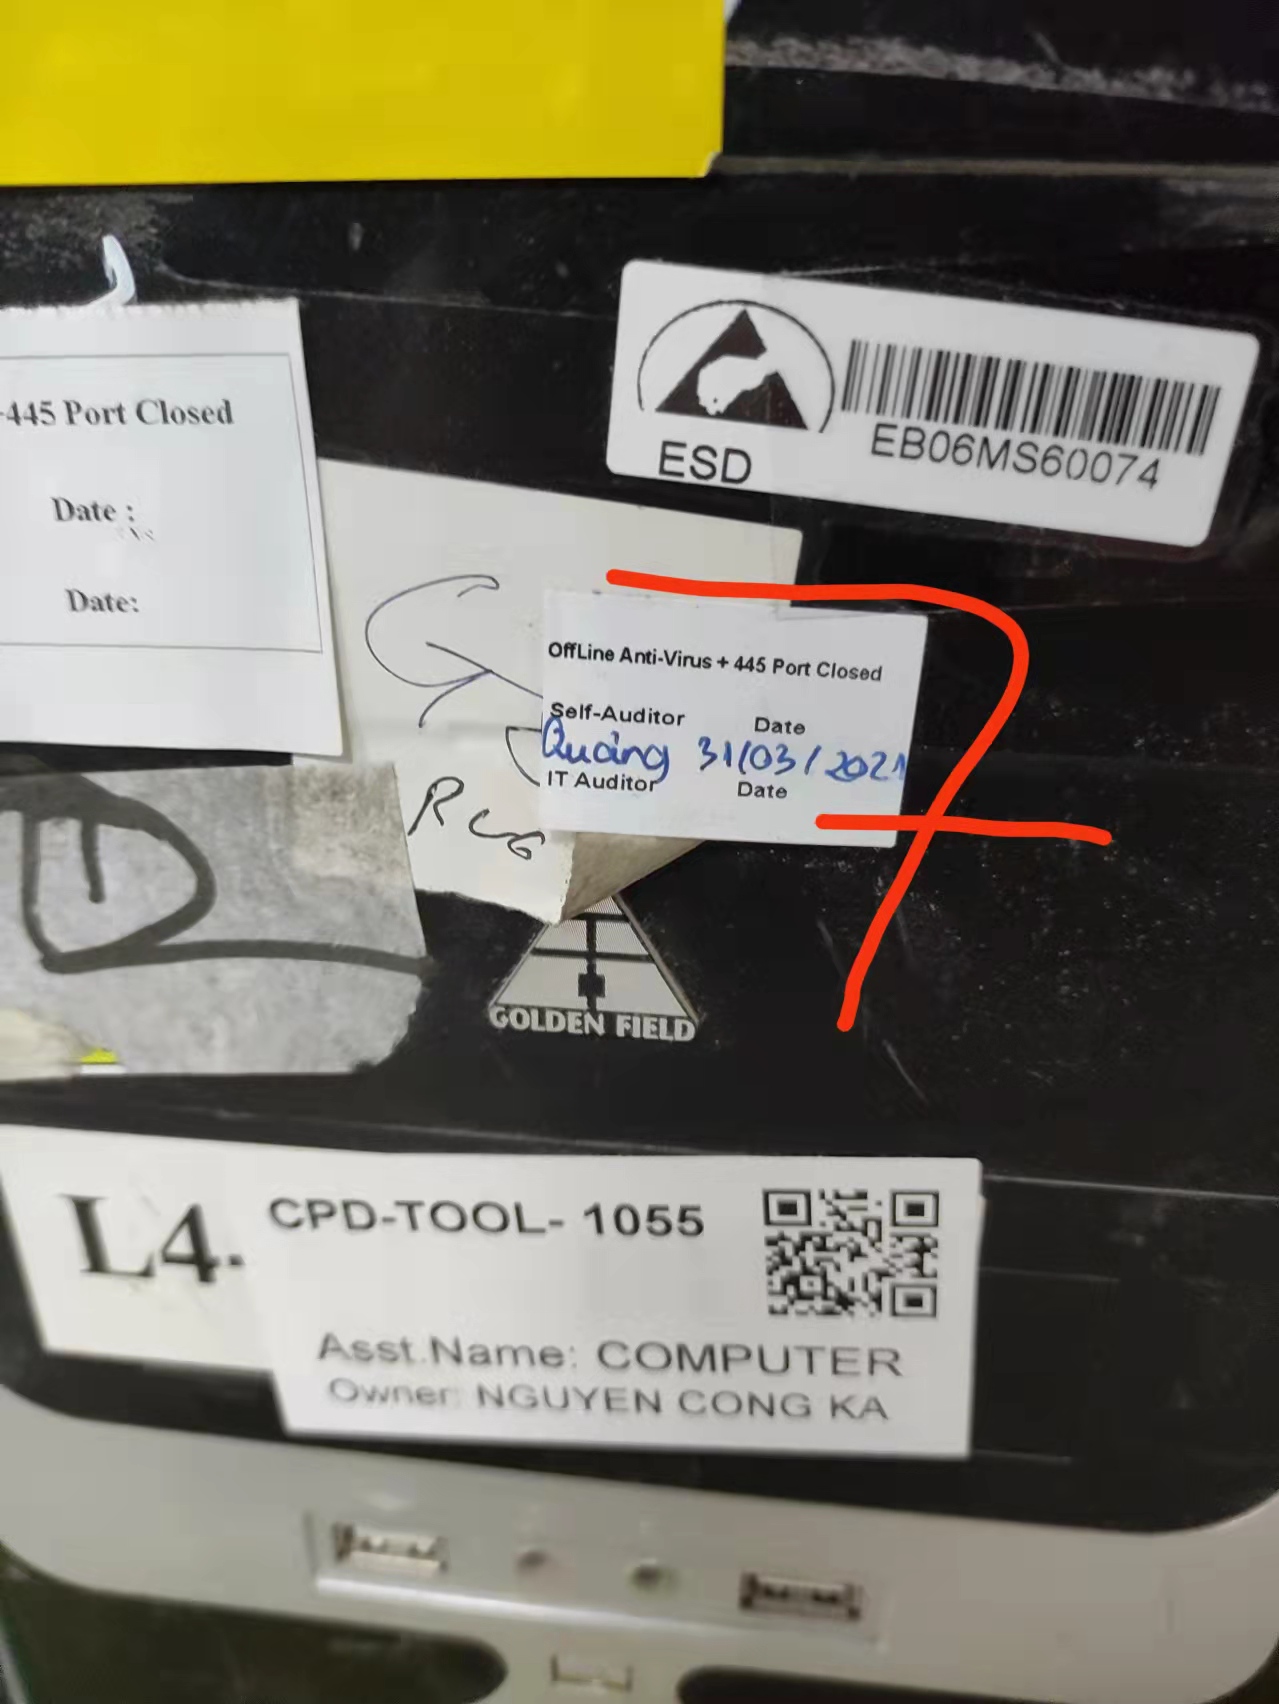 -445 Port Closed
Date :
Date:
ESD
EB06MS60074
OffLine Anti-Virus + 445 Port Closed
Self-Auditor Date
Quảng 31/03/2021
IT Auditor Date
GOLDEN FIELD
L4.
CPD-TOOL- 1055
Asst.Name: COMPUTER
Owner: NGUYEN CONG KA